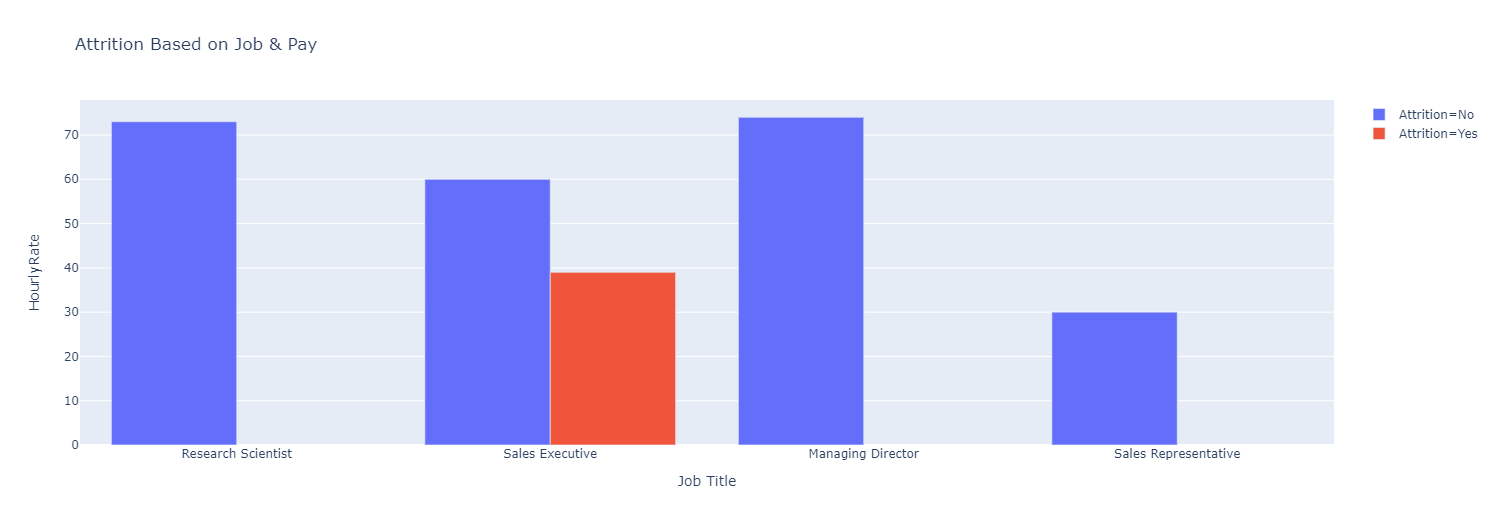 Attrition Based on Job & Pay
Attrition=No
Attrition=Yes
HourlyRate
70
60
50
40
30
20
10
0
Research Scientist
Sales Executive
Managing Director
Sales Representative
Job Title